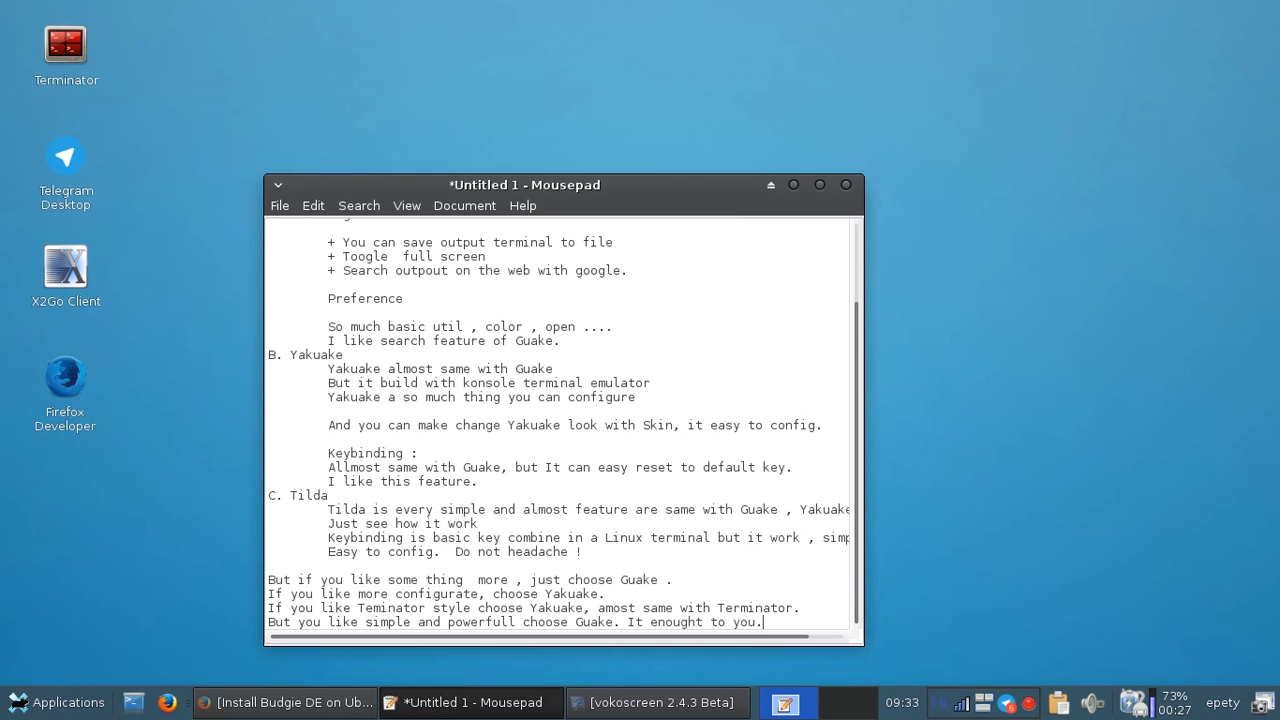 Terminator
Telegram
Desktop
X2Go Client
Firefox
Developer
*Untitled 1 - Mousepad
File Edit Search View Document Help
+ You can save output terminal to file
+ Toogle  full screen
+ Search outpout on the web with google.
Preference
So much basic util , color , open ....
I like search feature of Guake.
B. Yakuake
Yakuake almost same with Guake
But it build with konsole terminal emulator
Yakuake a so much thing you can configure
And you can make change Yakuake look with Skin, it easy to config.
Keybinding :
Allmost same with Guake, but It can easy reset to default key.
I like this feature.
C. Tilda
Tilda is every simple and almost feature are same with Guake , Yakuake
Just see how it work
Keybinding is basic key combine in a Linux terminal but it work , simp
Easy to config.  Do not headache !
But if you like some thing  more , just choose Guake .
If you like more configurate, choose Yakuake.
If you like Teminator style choose Yakuake, amost same with Terminator.
But you like simple and powerfull choose Guake. It enought to you.
Applications [Install Budgie DE on Ub... *Untitled 1 - Mousepad [vokoscreen 2.4.3 Beta] 09:33 EN 73% epety
00:27